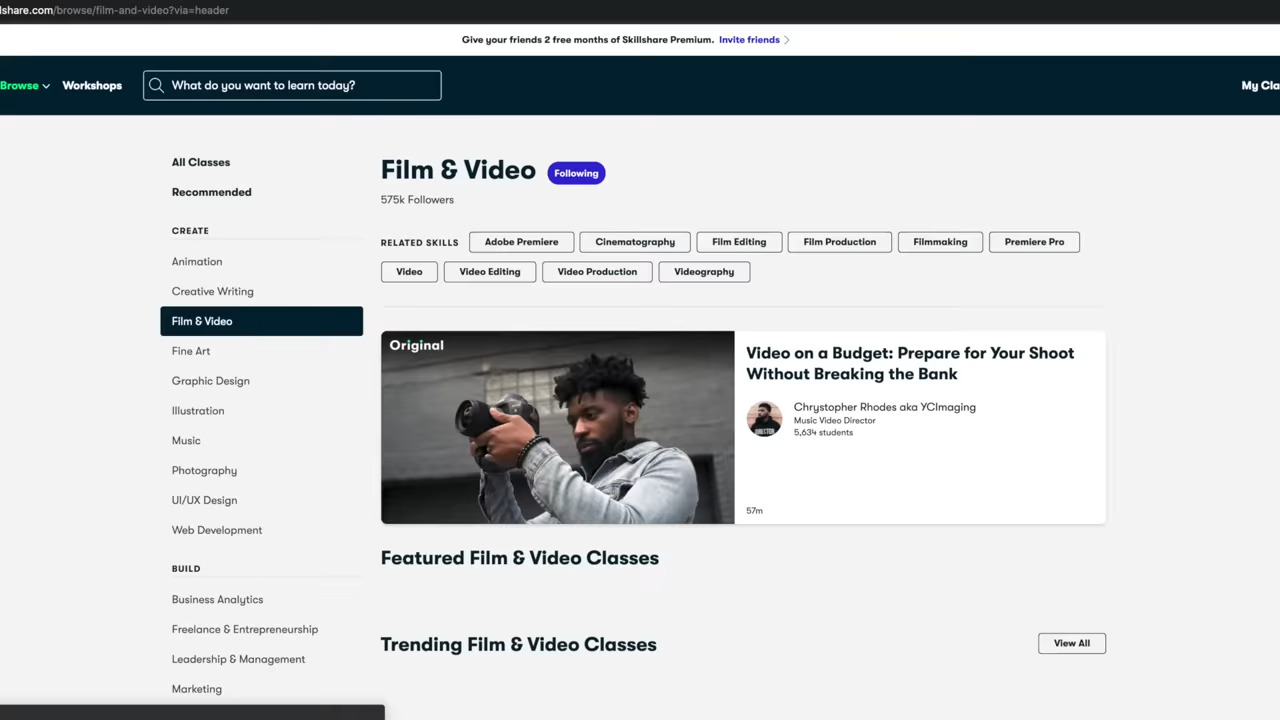 llshare.com/browse/film-and-video?via=header
Give your friends 2 free months of Skillshare Premium. Invite friends
Browse
Workshops
What do you want to learn today?
My Cla
All Classes
Recommended
CREATE
Animation
Creative Writing
Film & Video
Fine Art
Graphic Design
Illustration
Music
Photography
UI/UX Design
Web Development
BUILD
Business Analytics
Freelance & Entrepreneurship
Leadership & Management
Marketing
Film & Video Following
575k Followers
RELATED SKILLS Adobe Premiere Cinematography Film Editing Film Production Filmmaking Premiere Pro
Video Video Editing Video Production Videography
Original
Video on a Budget: Prepare for Your Shoot
Without Breaking the Bank
Chrystopher Rhodes aka YCImaging
Music Video Director
5,634 students
57m
Featured Film & Video Classes
Trending Film & Video Classes
View All